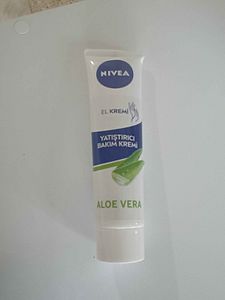 NIVEA
EL KREMİ
YATIŞTIRICI
BAKIM KREMİ
ALOE VERA